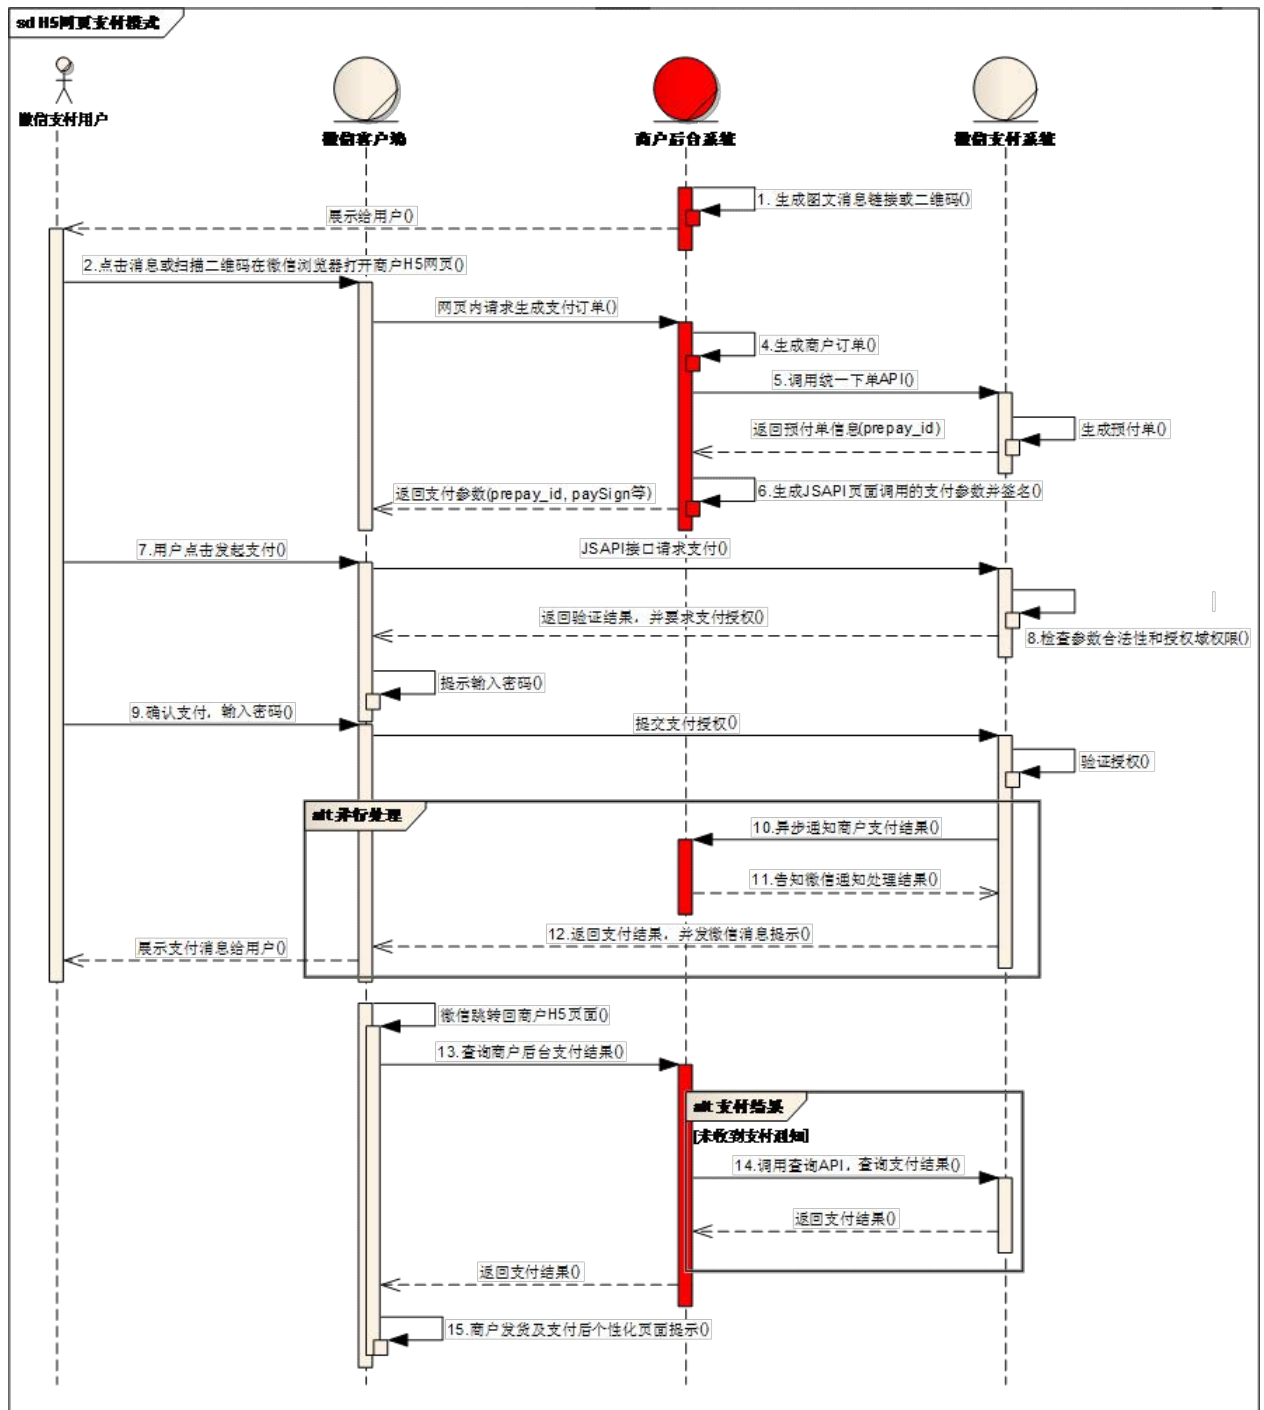 sd H5网页支付模式
微信支付用户
微信客户端
商户后台系统
微信支付系统
1. 生成图文消息链接或二维码()
展示给用户()
2.点击消息或扫描二维码在微信浏览器打开商户H5网页()
网页内请求生成支付订单()
4.生成商户订单()
5.调用统一下单API()
返回预付单信息(prepay_id)
生成预付单()
返回支付参数(prepay_id, paySign等)
6.生成JSAPI页面调用的支付参数并签名()
7.用户点击发起支付()
JSAPI接口请求支付()
返回验证结果，并要求支付授权()
8.检查参数合法性和授权域权限()
提示输入密码()
9.确认支付，输入密码()
提交支付授权()
验证授权()
alt 并行处理
10.异步通知商户支付结果()
11.告知微信通知处理结果()
12.返回支付结果，并发微信消息提示()
展示支付消息给用户()
微信跳转回商户H5页面()
13.查询商户后台支付结果()
alt 支付结果
[未收到支付通知]
14.调用查询API，查询支付结果()
返回支付结果()
返回支付结果()
15.商户发货及支付后个性化页面提示()